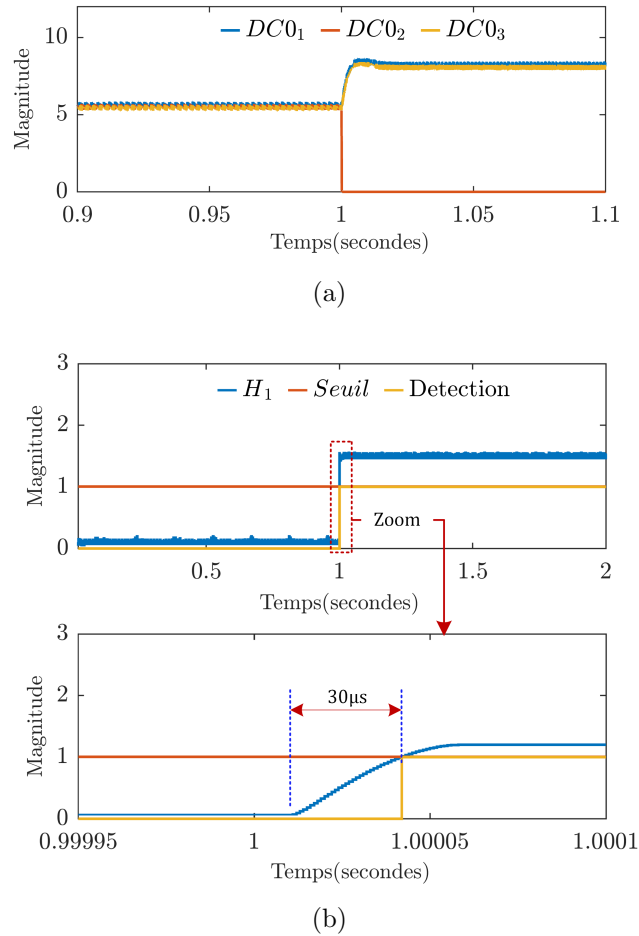 DC0₁ DC0₂ DC0₃
10
5
0
Magnitude
0.9 0.95 1 1.05 1.1
Temps(secondes)
(a)
3
2
1
0
Magnitude
H₁ Seuil Detection
Zoom
0.5 1 1.5 2
Temps(secondes)
3
2
1
0
Magnitude
30μs
0.99995 1 1.00005 1.0001
Temps(secondes)
(b)